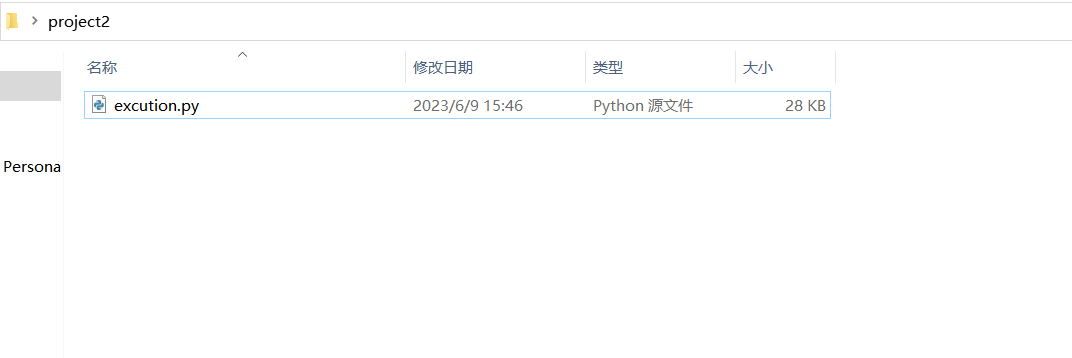 project2
名称 修改日期 类型 大小
excution.py 2023/6/9 15:46 Python 源文件 28 KB
Persona